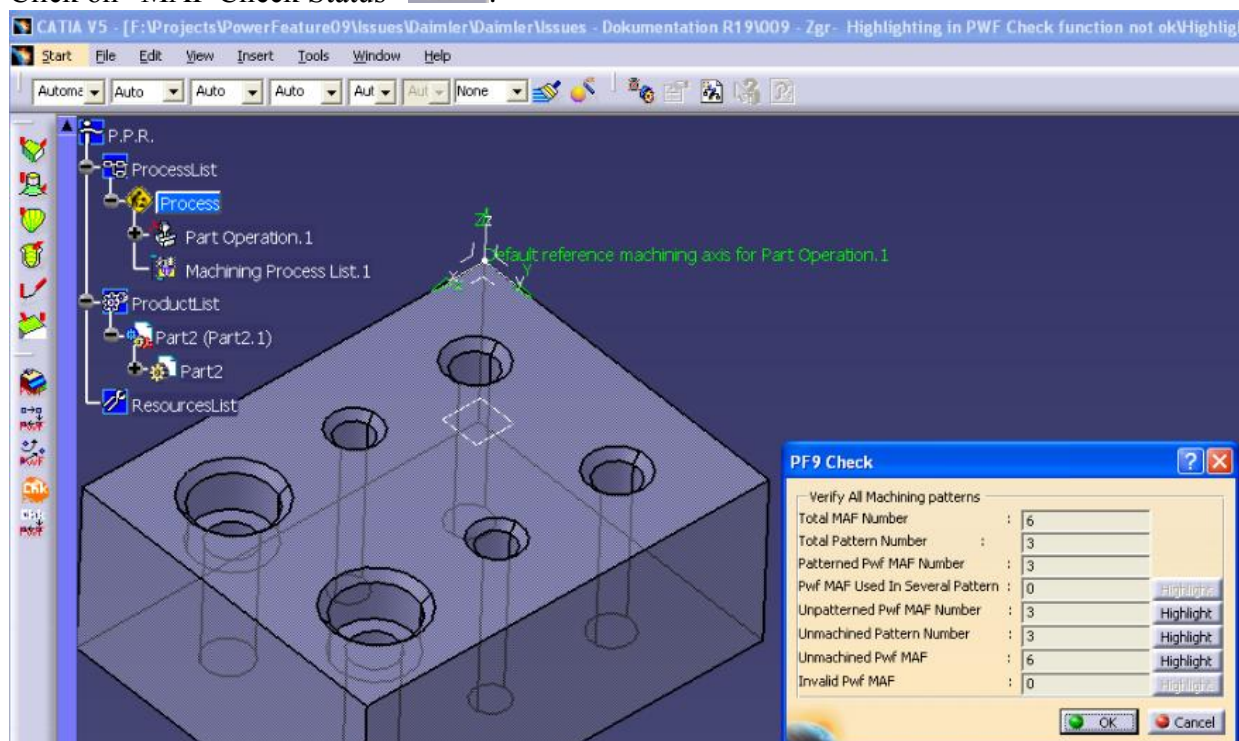 Click on "MAF Check Status"
CATIA V5 - [F:\Projects\PowerFeature09\Issues\Daimler\Daimler\Issues - Dokumentation R19\009 - Zgr- Highlighting in PWF Check function not ok\Highlig
Start File Edit View Insert Tools Window Help
Auto Auto Auto Aut Aut None
P.P.R.
ProcessList
Process
Part Operation.1
Machining Process List.1
ProductList
Part2 (Part2.1)
Part2
ResourcesList
Default reference machining axis for Part Operation.1
Z
Y
PF9 Check
Verify All Machining patterns
Total MAF Number : 6
Total Pattern Number : 3
Patterned Pwf MAF Number : 3
Pwf MAF Used In Several Pattern : 0 Highlight
Unpatterned Pwf MAF Number : 3 Highlight
Unmachined Pattern Number : 3 Highlight
Unmachined Pwf MAF : 6 Highlight
Invalid Pwf MAF : 0 Highlight
OK Cancel